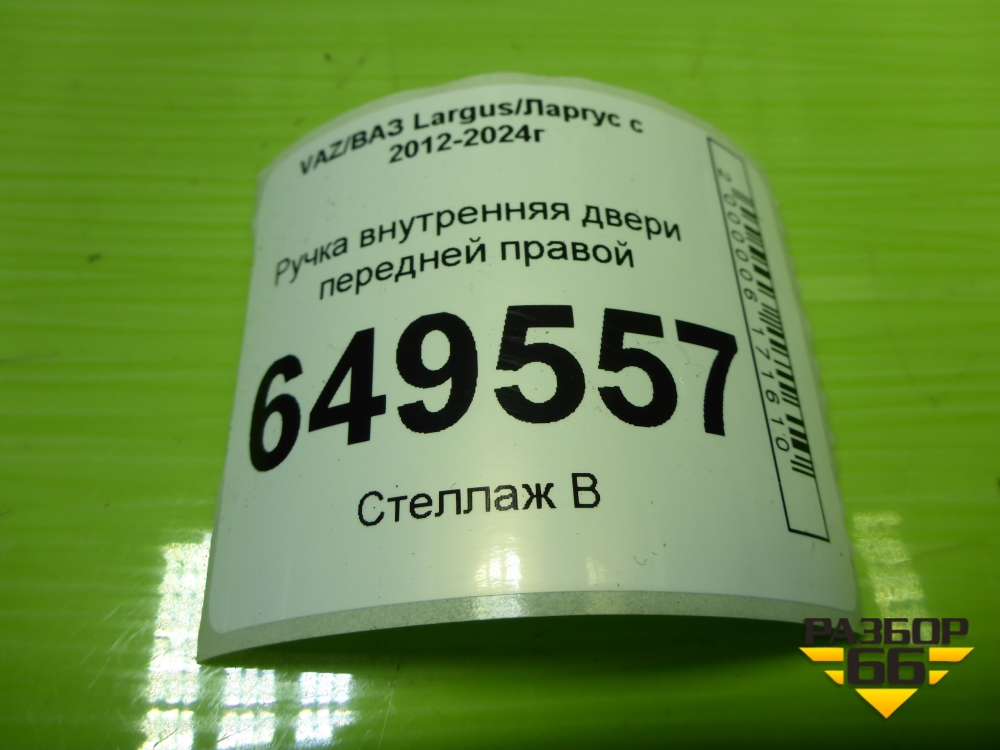 VAZ/ВАЗ Largus/Ларгус с
2012-2024г
Ручка внутренняя двери
передней правой
649557
Стеллаж В
2000006171610
РАЗБОР
66